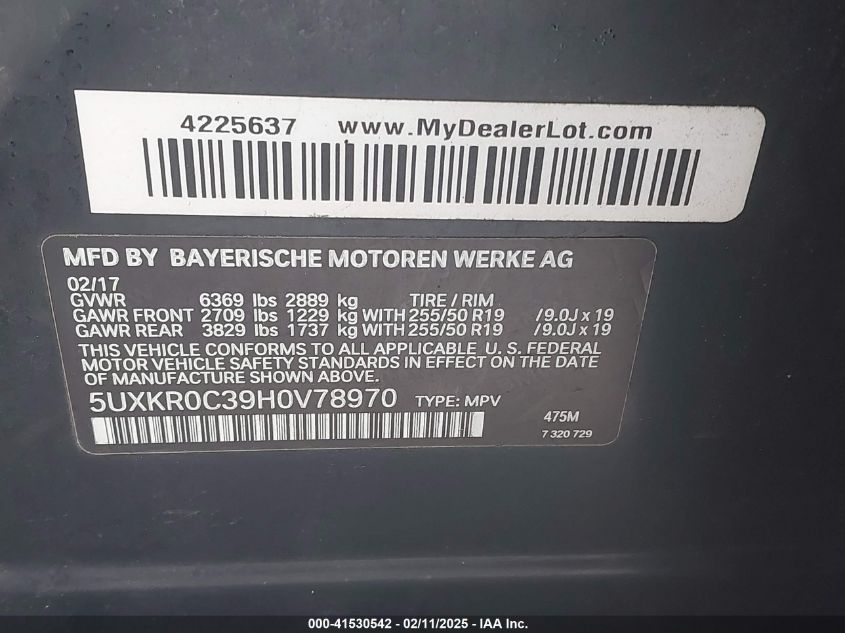 4225637 www.MyDealerLot.com
MFD BY BAYERISCHE MOTOREN WERKE AG
02/17
GVWR 6369 lbs 2889 kg TIRE / RIM
GAWR FRONT 2709 lbs 1229 kg WITH 255/50 R19 /9.0J x 19
GAWR REAR 3829 lbs 1737 kg WITH 255/50 R19 /9.0J x 19
THIS VEHICLE CONFORMS TO ALL APPLICABLE U. S. FEDERAL
MOTOR VEHICLE SAFETY STANDARDS IN EFFECT ON THE DATE
OF MANUFACTURE SHOWN ABOVE.
5UXKR0C39H0V78970 TYPE: MPV
475M
7 320 729
000-41530542 - 02/11/2025 - IAA Inc.